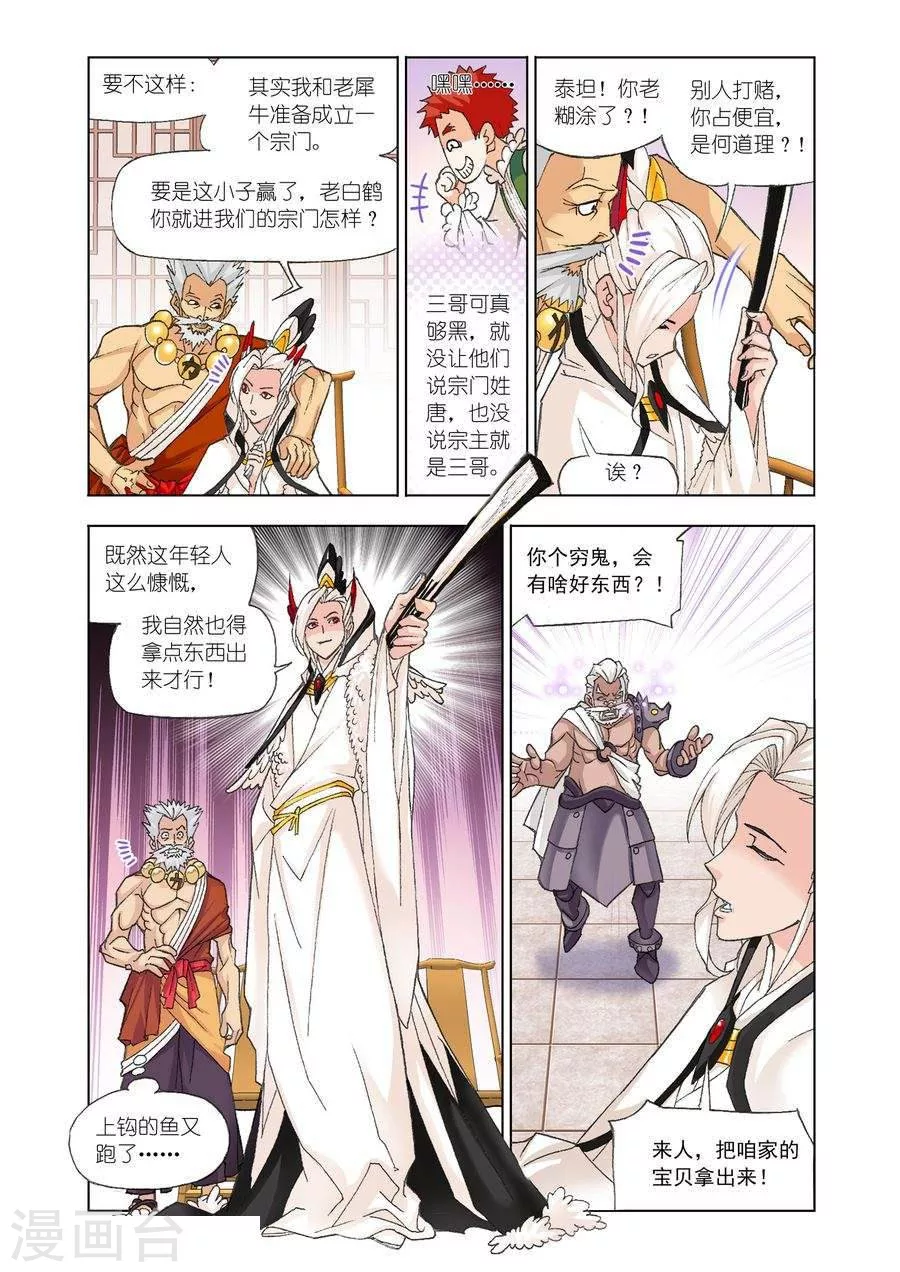 要不这样：
其实我和老犀
牛准备成立一
个宗门。
要是这小子赢了，老白鹤
你就进我们的宗门怎样？
嘿嘿……
三哥可真
够黑，就
没让他们
说宗门姓
唐，也没
说宗主就
是三哥。
泰坦！你老
糊涂了？！
别人打赌，
你占便宜，
是何道理？！
诶？
既然这年轻人
这么慷慨，
我自然也得
拿点东西出
来才行！
上钩的鱼又
跑了……
你个穷鬼，会
有啥好东西？！
来人，把咱家的
宝贝拿出来！
漫画台